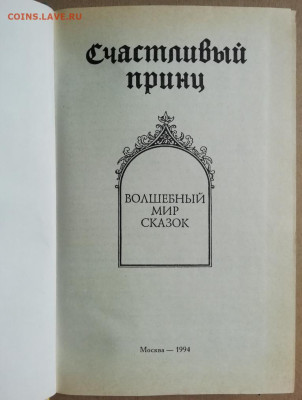 COINS.LAVE.RU
Счастливый
принц
ВОЛШЕБНЫЙ
МИР
СКАЗОК
Москва — 1994